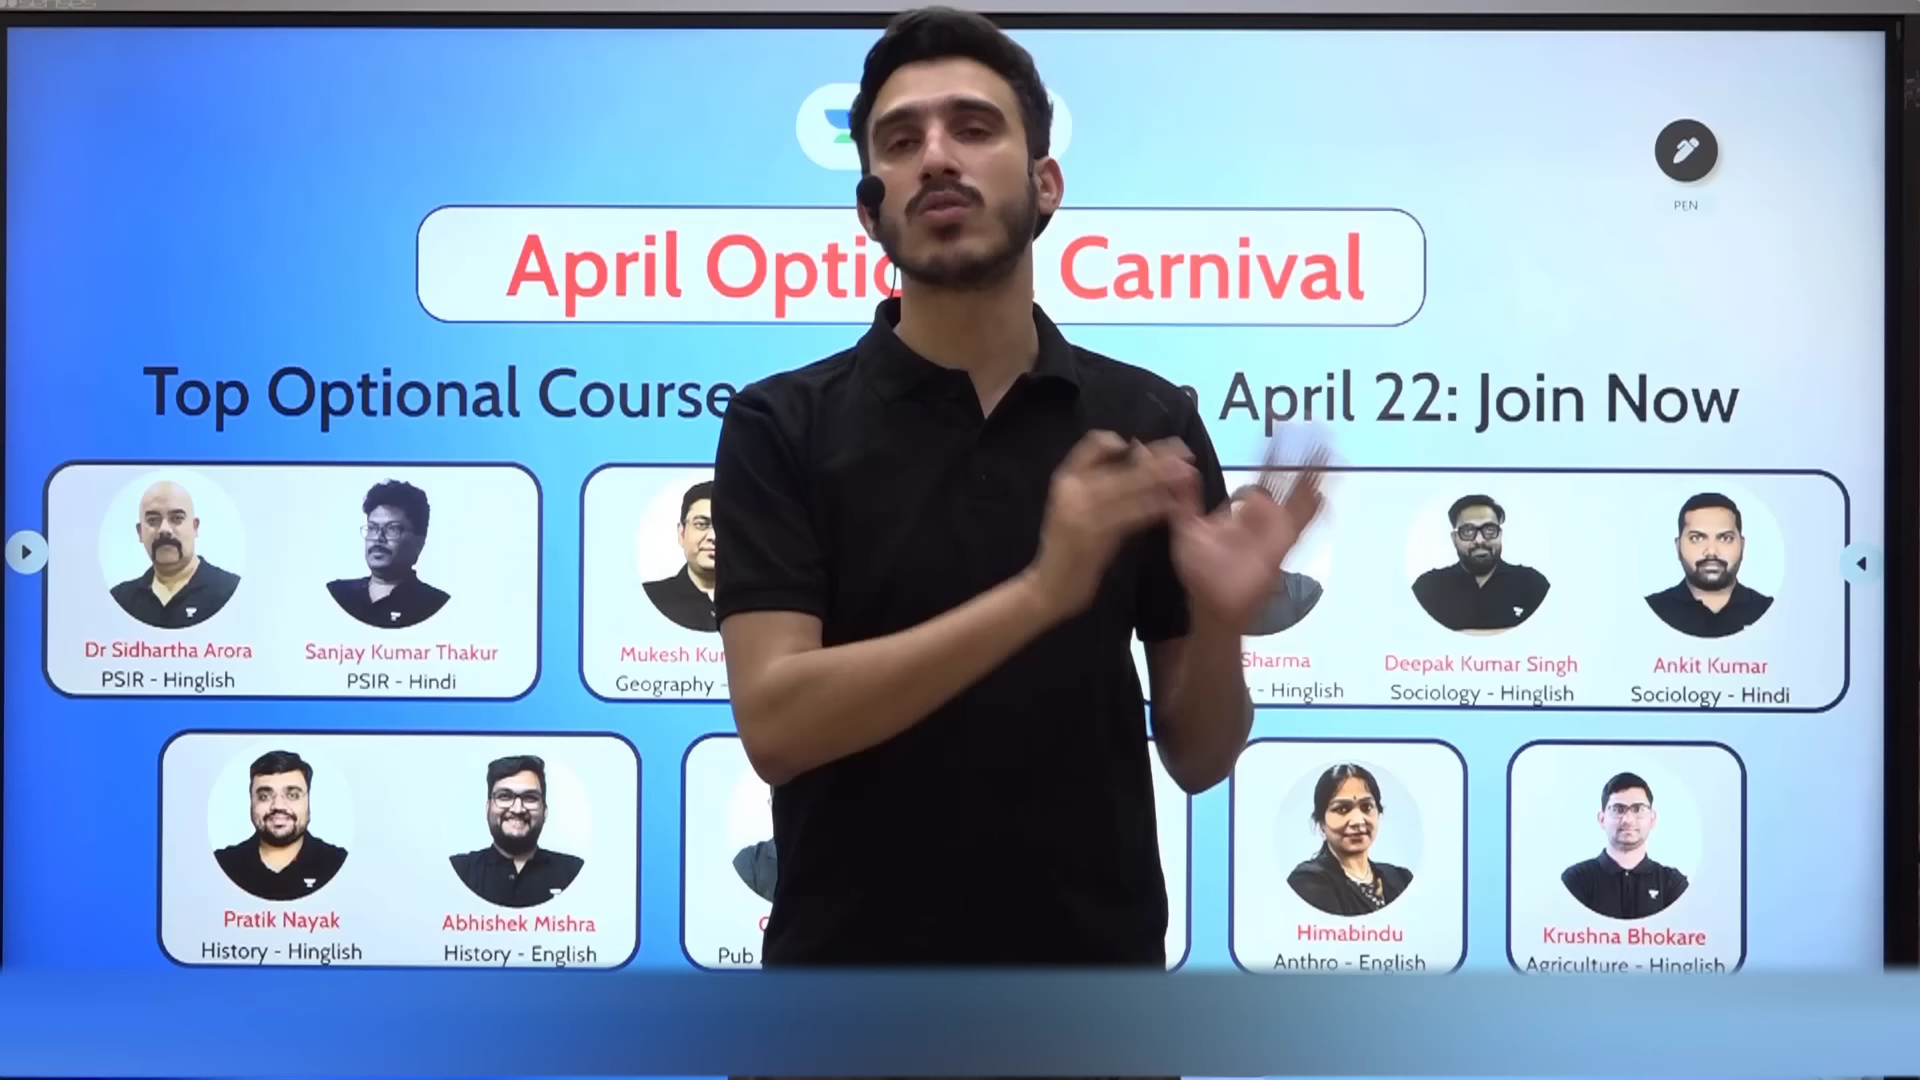 April Carnival
Top Optional April 22: Join Now
Dr Sidhartha Arora
PSIR - Hinglish
Sanjay Kumar Thakur
PSIR - Hindi
Mukesh
Geography -
Sharma
- Hinglish
Deepak Kumar Singh
Sociology - Hinglish
Ankit Kumar
Sociology - Hindi
Pratik Nayak
History - Hinglish
Abhishek Mishra
History - English
Pub
Himabindu
Anthro - English
Krushna Bhokare
Agriculture - Hinglish
PEN